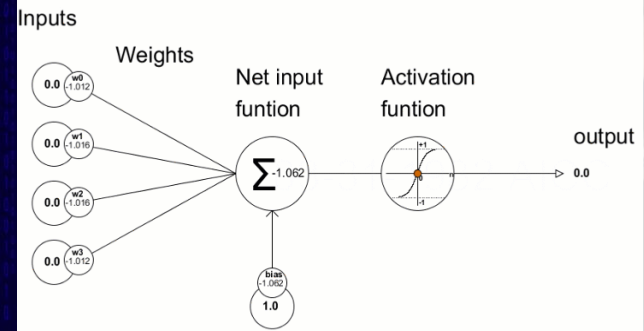 Inputs
Weights
Net input
funtion
Activation
funtion
output
0.0
w0
-1.012
0.0
w1
-1.016
0.0
w2
-1.016
0.0
w3
-1.012
Σ-1.062
+1
0
-1
0.0
bias
-1.062
1.0